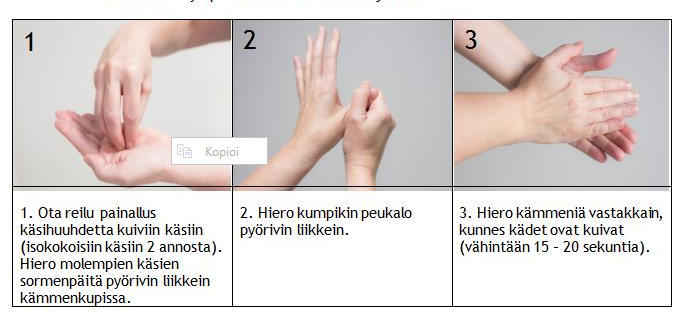 1
2
3
Kopioi
1. Ota reilu painallus
käsihuuhdetta kuiviin käsiin
(isokokoisiin käsiin 2 annosta).
Hiero molempien käsien
sormenpäitä pyörivin liikkein
kämmenkupissa.
2. Hiero kumpikin peukalo
pyörivin liikkein.
3. Hiero kämmeniä vastakkain,
kunnes kädet ovat kuivat
(vähintään 15 – 20 sekuntia).